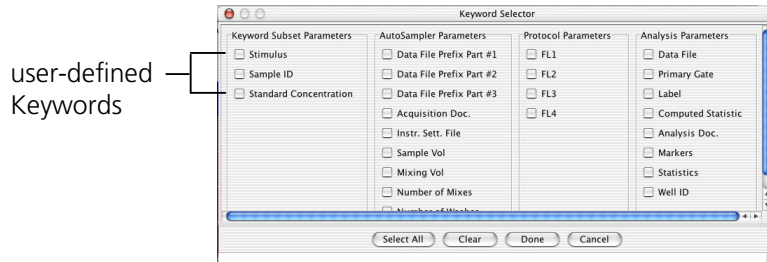 Keyword Selector
user-defined
Keywords
Keyword Subset Parameters
Stimulus
Sample ID
Standard Concentration
AutoSampler Parameters
Data File Prefix Part #1
Data File Prefix Part #2
Data File Prefix Part #3
Acquisition Doc.
Instr. Sett. File
Sample Vol
Mixing Vol
Number of Mixes
Number of Washes
Protocol Parameters
FL1
FL2
FL3
FL4
Analysis Parameters
Data File
Primary Gate
Label
Computed Statistic
Analysis Doc.
Markers
Statistics
Well ID
Select All
Clear
Done
Cancel